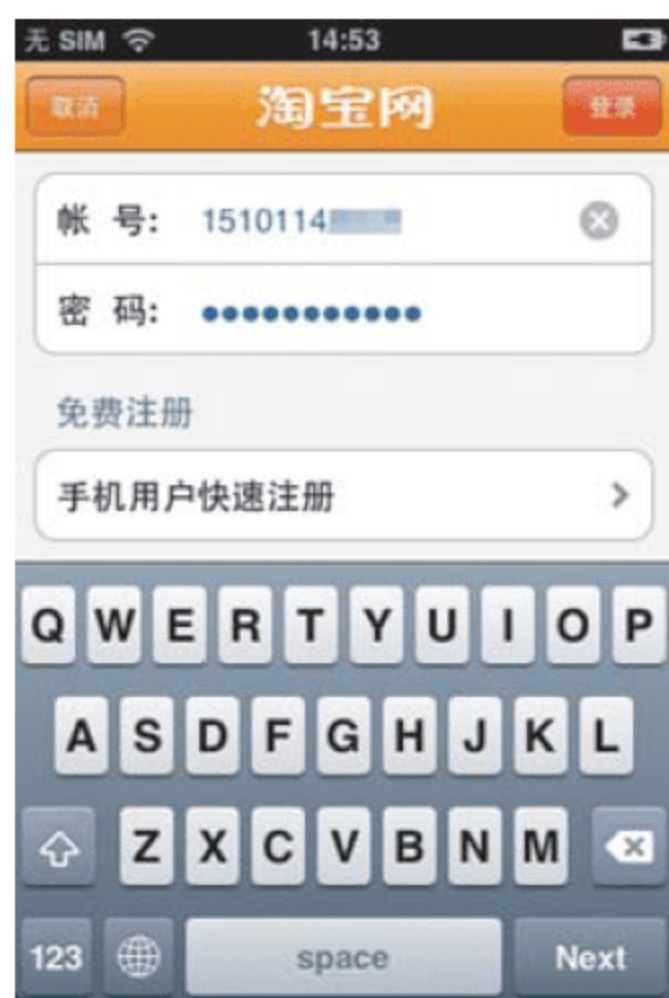 无 SIM 14:53
取消 淘宝网 登录
帐 号: 1510114
密 码: ●●●●●●●●●●●
免费注册
手机用户快速注册
Q W E R T Y U I O P
A S D F G H J K L
Z X C V B N M
123 space Next